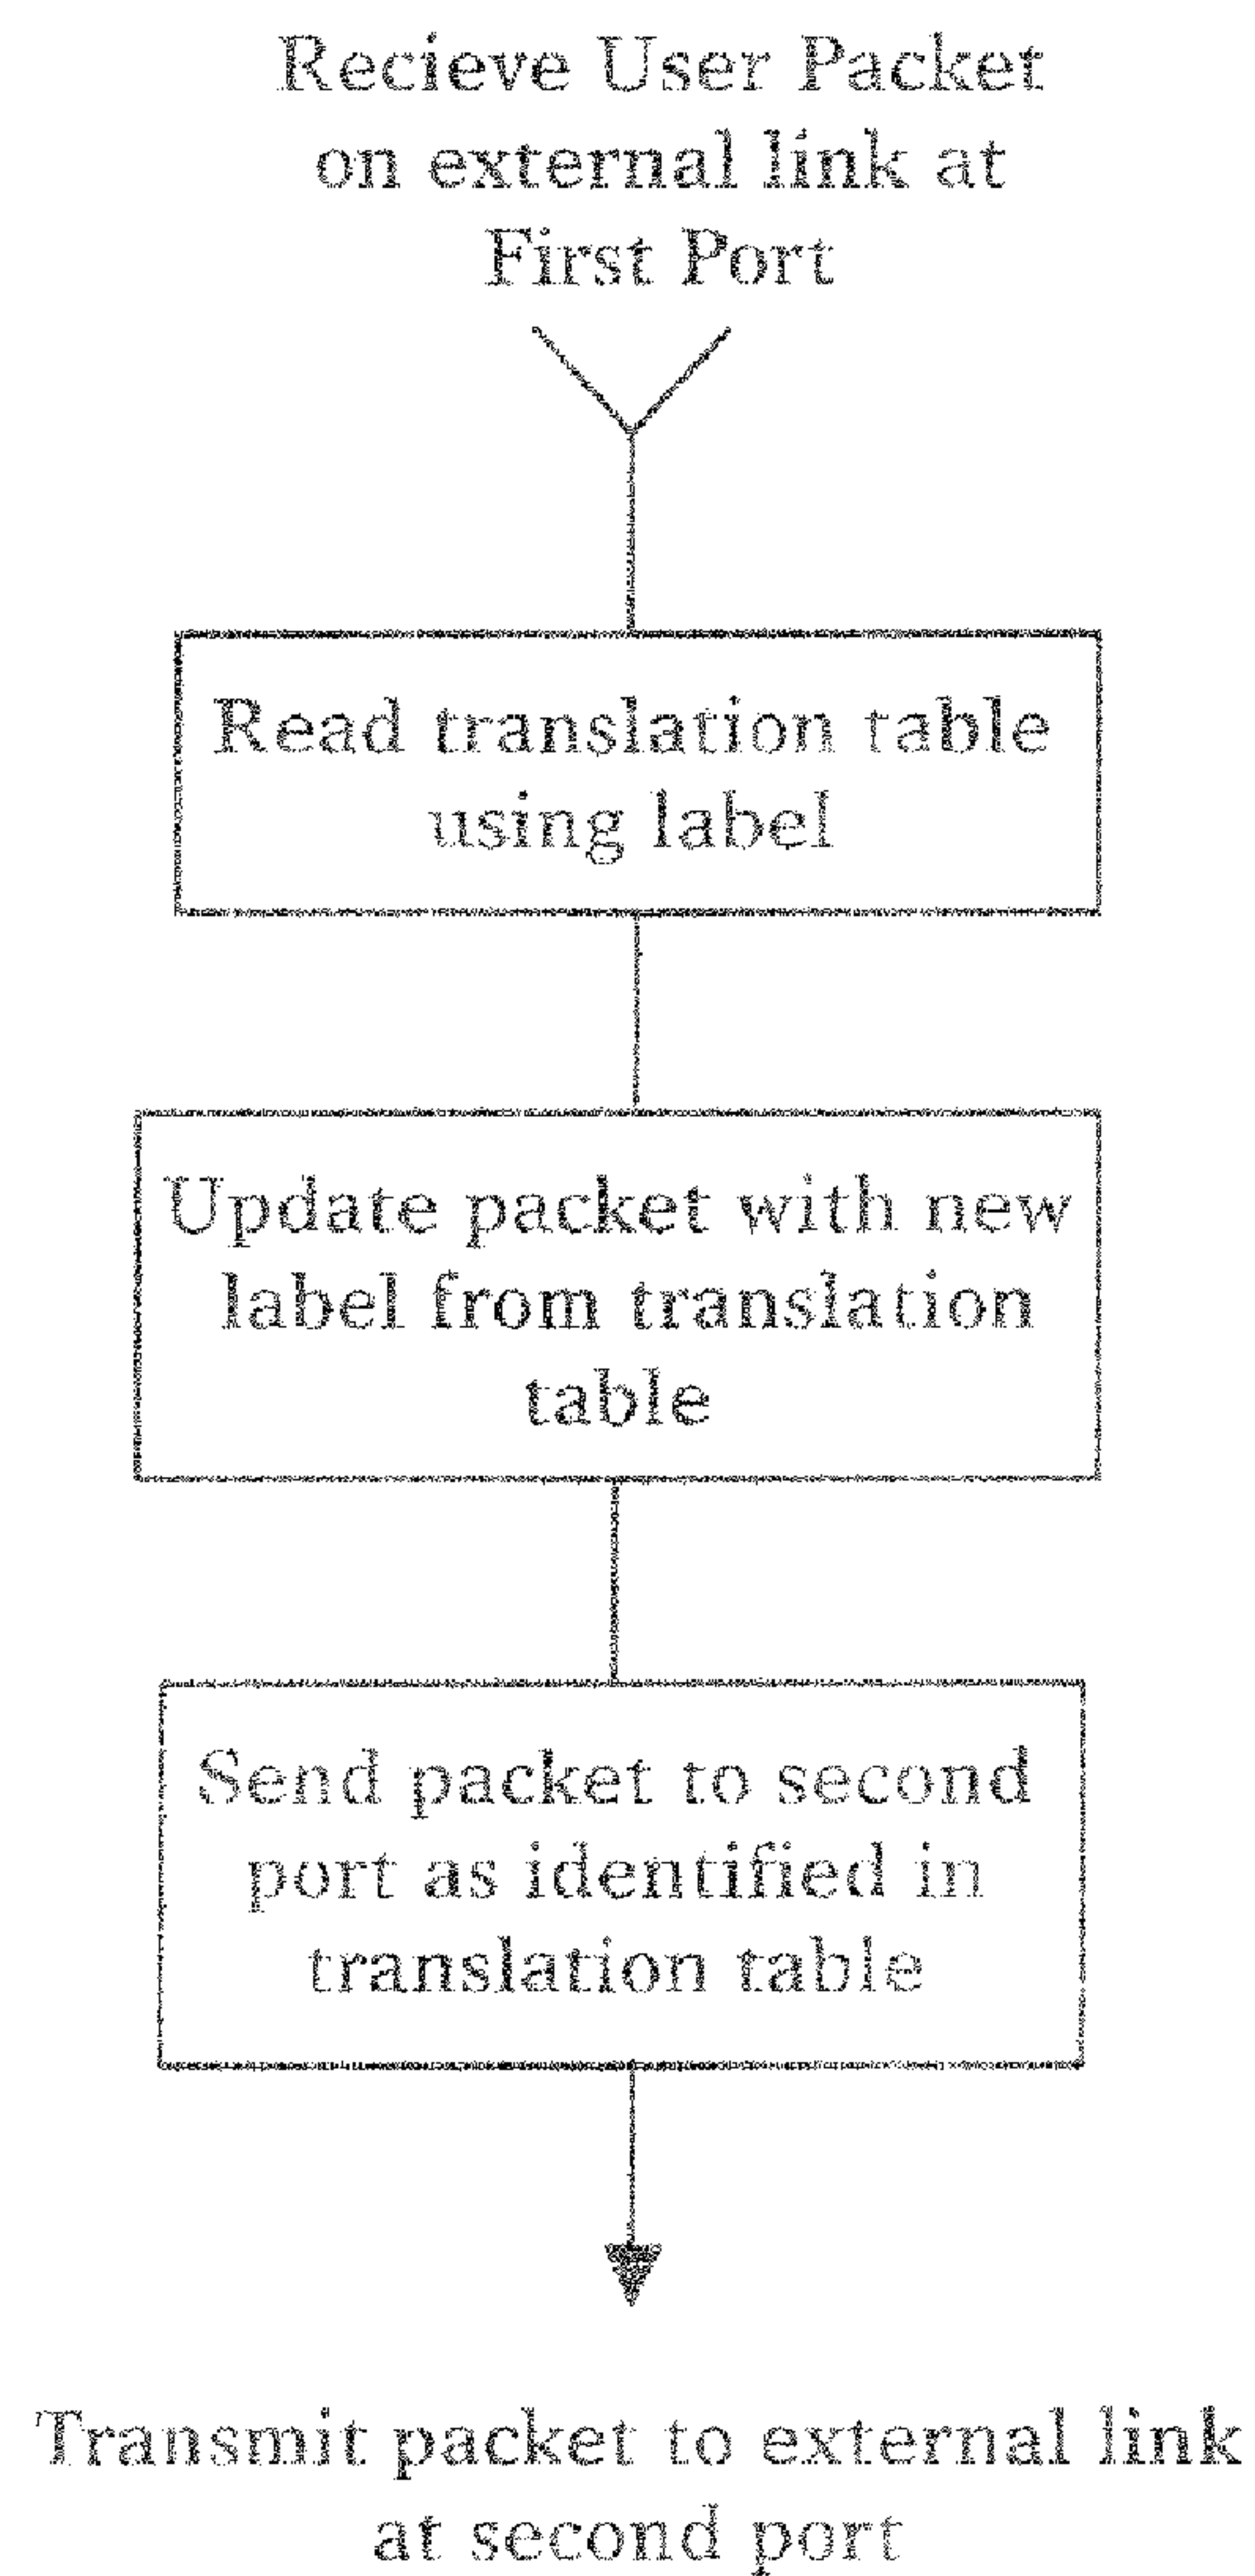 Recieve User Packet
on external link at
First Port
Read translation table
using label
Update packet with new
label from translation
table
Send packet to second
port as identified in
translation table
Transmit packet to external link
at second port